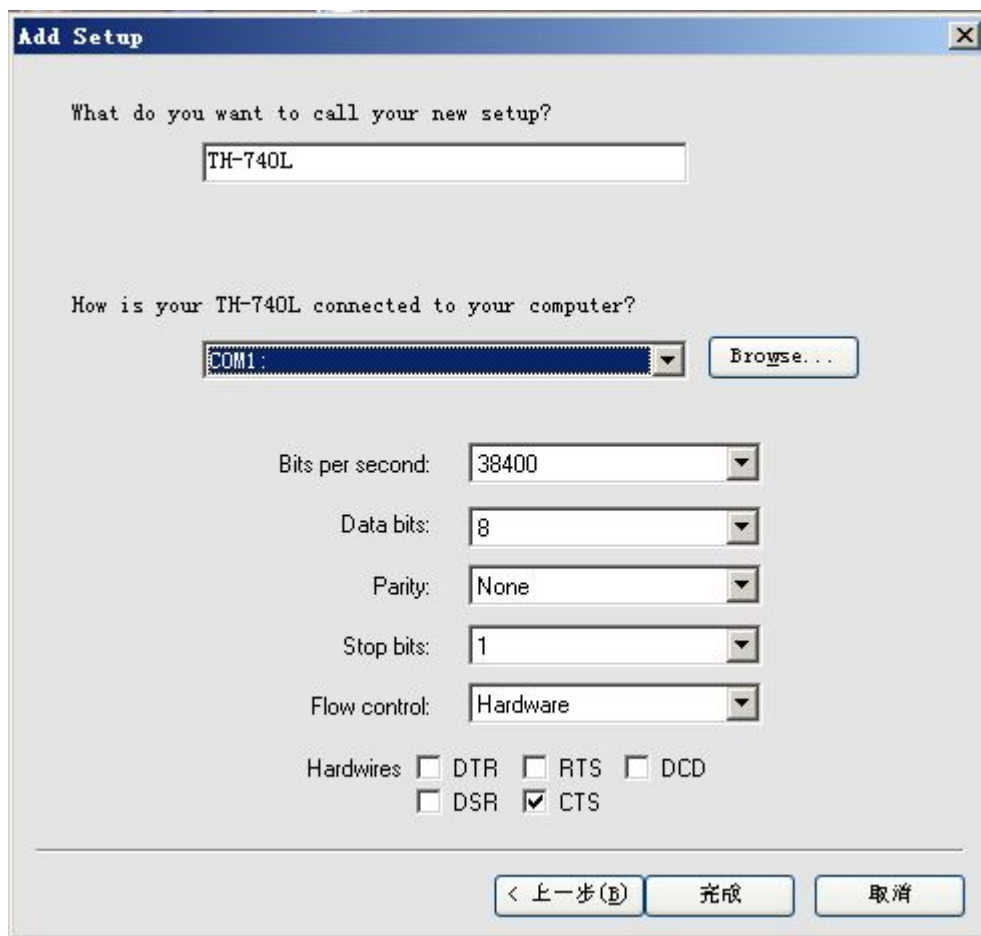 Add Setup
What do you want to call your new setup?
TH-740L
How is your TH-740L connected to your computer?
COM1:
Browse...
Bits per second: 38400
Data bits: 8
Parity: None
Stop bits: 1
Flow control: Hardware
Hardwires DTR RTS DCD
DSR CTS
< 上一步(B) 完成 取消